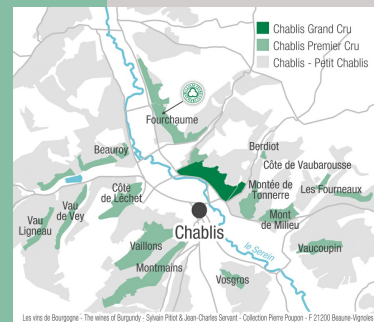 Chablis Grand Cru
Chablis Premier Cru
Chablis - Petit Chablis
Fourchaume
Berdiot
Beauroy
Côte de Vaubarousse
Montée de
Tonnerre
Les Fourneaux
Côte
de Léchet
Vau
de Vey
Mont
de Milieu
Vau
Ligneau
Chablis
le Serein
Vaillons
Vaucoupin
Montmains
Vosgros
Les vins de Bourgogne - The wines of Burgundy - Sylvain Pitiot & Jean-Charles Servant - Collection Pierre Poupon - F 21200 Beaune-Vignoles